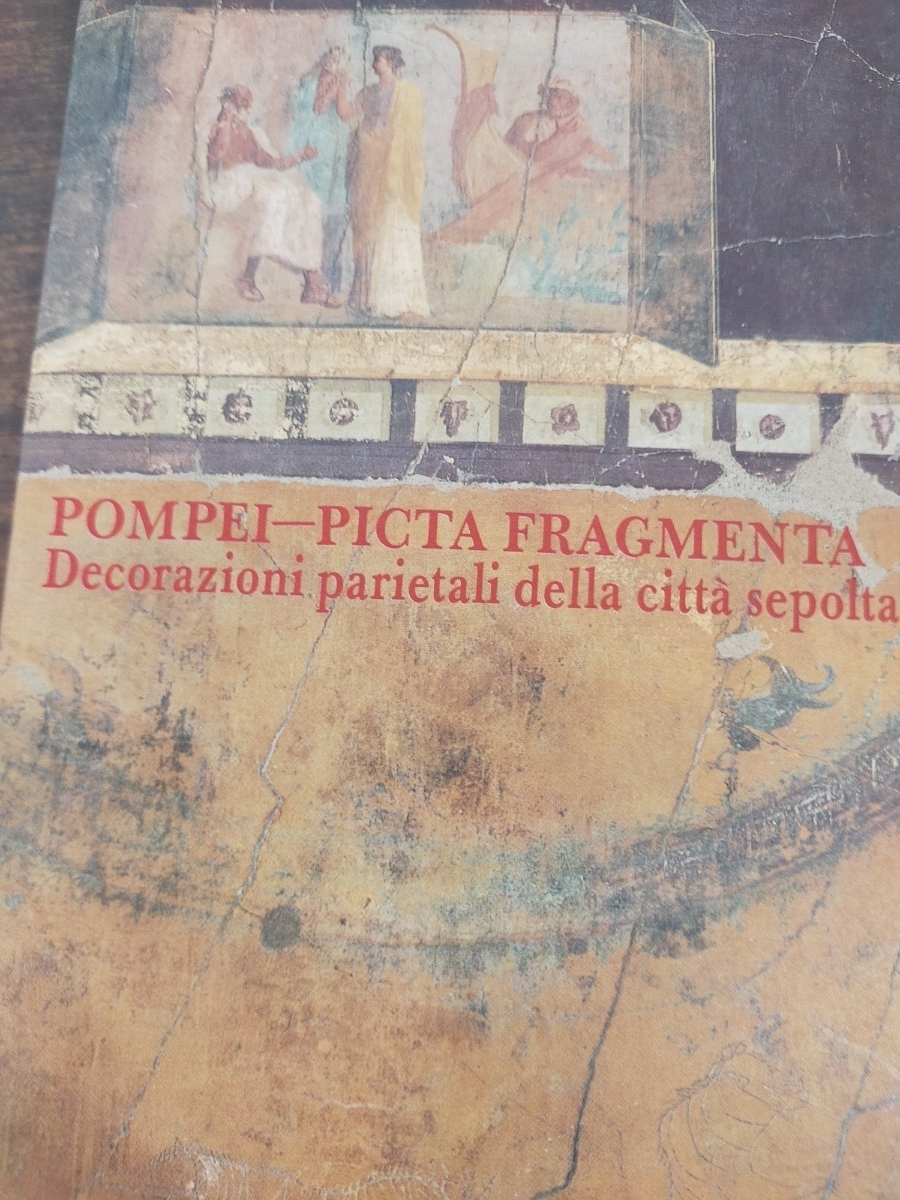 POMPEI—PICTA FRAGMENTA
Decorazioni parietali della città sepolta